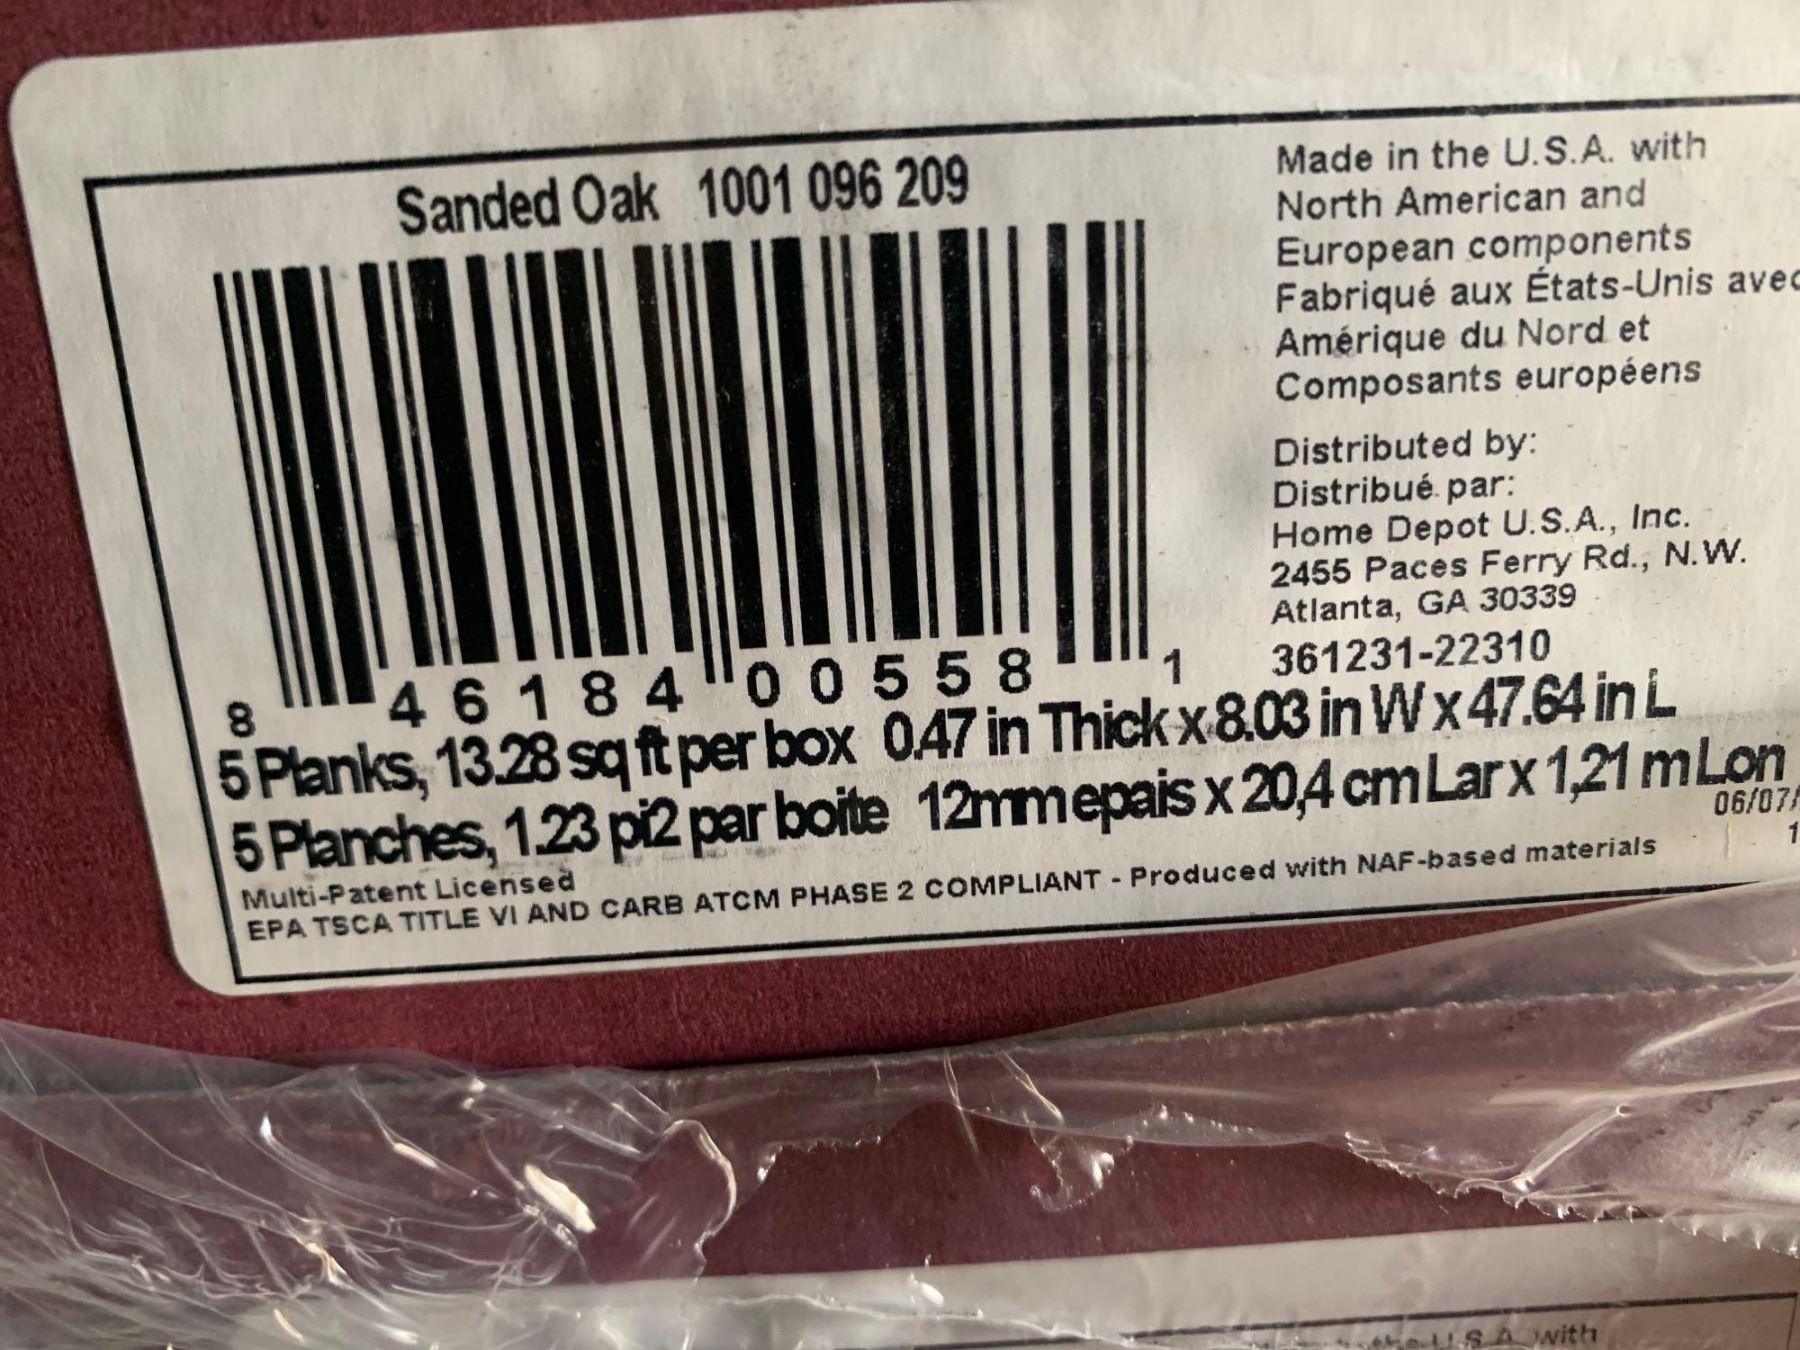 Sanded Oak 1001 096 209
8 46184 00558 1
Made in the U.S.A. with
North American and
European components
Fabriqué aux États-Unis avec
Amérique du Nord et
Composants européens
Distributed by:
Distribué par:
Home Depot U.S.A., Inc.
2455 Paces Ferry Rd., N.W.
Atlanta, GA 30339
361231-22310
5 Planks, 13.28 sq ft per box 0.47 in Thick x 8.03 in W x 47.64 in L
5 Planches, 1.23 pi2 par boite 12mm epais x 20,4 cm Lar x 1,21 m Lon
06/07/
1
Multi-Patent Licensed
EPA TSCA TITLE VI AND CARB ATCM PHASE 2 COMPLIANT - Produced with NAF-based materials
the U.S.A. with